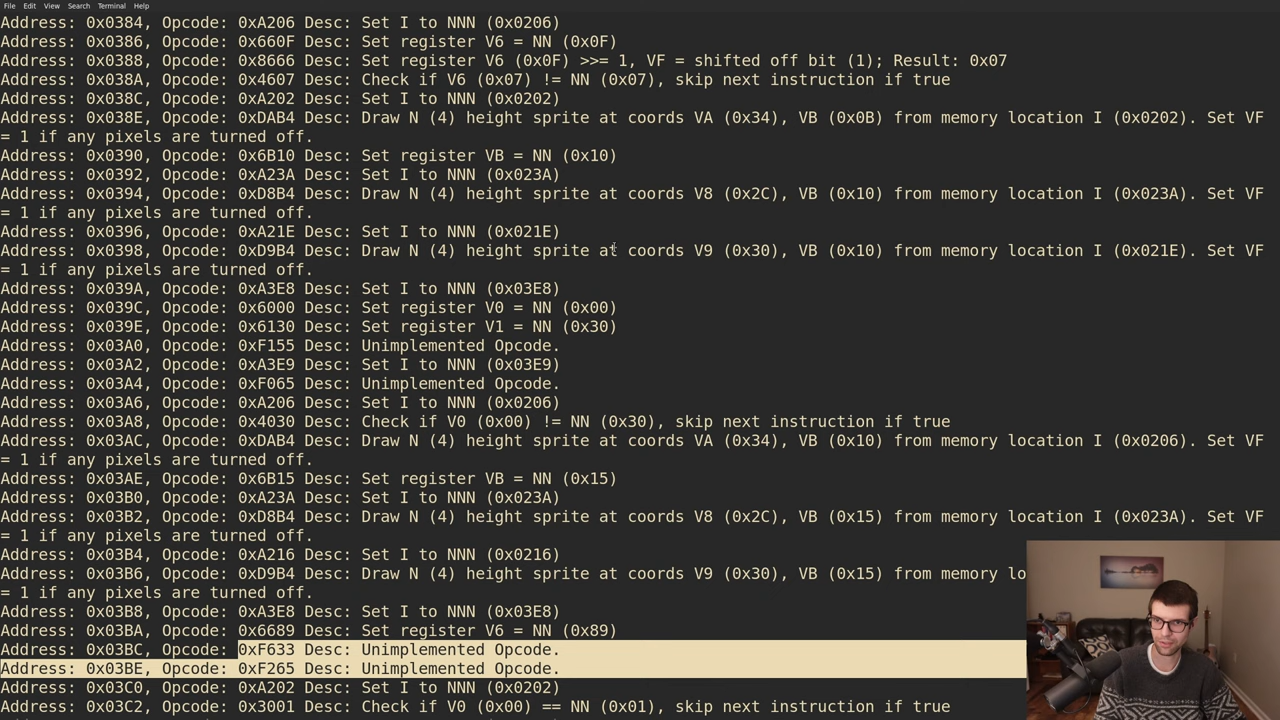 File Edit View Search Terminal Help
Address: 0x0384, Opcode: 0xA206 Desc: Set I to NNN (0x0206)
Address: 0x0386, Opcode: 0x660F Desc: Set register V6 = NN (0x0F)
Address: 0x0388, Opcode: 0x8666 Desc: Set register V6 (0x0F) >>= 1, VF = shifted off bit (1); Result: 0x07
Address: 0x038A, Opcode: 0x4607 Desc: Check if V6 (0x07) != NN (0x07), skip next instruction if true
Address: 0x038C, Opcode: 0xA202 Desc: Set I to NNN (0x0202)
Address: 0x038E, Opcode: 0xDAB4 Desc: Draw N (4) height sprite at coords VA (0x34), VB (0x0B) from memory location I (0x0202). Set VF
= 1 if any pixels are turned off.
Address: 0x0390, Opcode: 0x6B10 Desc: Set register VB = NN (0x10)
Address: 0x0392, Opcode: 0xA23A Desc: Set I to NNN (0x023A)
Address: 0x0394, Opcode: 0xD8B4 Desc: Draw N (4) height sprite at coords V8 (0x2C), VB (0x10) from memory location I (0x023A). Set VF
= 1 if any pixels are turned off.
Address: 0x0396, Opcode: 0xA21E Desc: Set I to NNN (0x021E)
Address: 0x0398, Opcode: 0xD9B4 Desc: Draw N (4) height sprite at coords V9 (0x30), VB (0x10) from memory location I (0x021E). Set VF
= 1 if any pixels are turned off.
Address: 0x039A, Opcode: 0xA3E8 Desc: Set I to NNN (0x03E8)
Address: 0x039C, Opcode: 0x6000 Desc: Set register V0 = NN (0x00)
Address: 0x039E, Opcode: 0x6130 Desc: Set register V1 = NN (0x30)
Address: 0x03A0, Opcode: 0xF155 Desc: Unimplemented Opcode.
Address: 0x03A2, Opcode: 0xA3E9 Desc: Set I to NNN (0x03E9)
Address: 0x03A4, Opcode: 0xF065 Desc: Unimplemented Opcode.
Address: 0x03A6, Opcode: 0xA206 Desc: Set I to NNN (0x0206)
Address: 0x03A8, Opcode: 0x4030 Desc: Check if V0 (0x00) != NN (0x30), skip next instruction if true
Address: 0x03AC, Opcode: 0xDAB4 Desc: Draw N (4) height sprite at coords VA (0x34), VB (0x10) from memory location I (0x0206). Set VF
= 1 if any pixels are turned off.
Address: 0x03AE, Opcode: 0x6B15 Desc: Set register VB = NN (0x15)
Address: 0x03B0, Opcode: 0xA23A Desc: Set I to NNN (0x023A)
Address: 0x03B2, Opcode: 0xD8B4 Desc: Draw N (4) height sprite at coords V8 (0x2C), VB (0x15) from memory location I (0x023A). Set VF
= 1 if any pixels are turned off.
Address: 0x03B4, Opcode: 0xA216 Desc: Set I to NNN (0x0216)
Address: 0x03B6, Opcode: 0xD9B4 Desc: Draw N (4) height sprite at coords V9 (0x30), VB (0x15) from memory lo
= 1 if any pixels are turned off.
Address: 0x03B8, Opcode: 0xA3E8 Desc: Set I to NNN (0x03E8)
Address: 0x03BA, Opcode: 0x6689 Desc: Set register V6 = NN (0x89)
Address: 0x03BC, Opcode: 0xF633 Desc: Unimplemented Opcode.
Address: 0x03BE, Opcode: 0xF265 Desc: Unimplemented Opcode.
Address: 0x03C0, Opcode: 0xA202 Desc: Set I to NNN (0x0202)
Address: 0x03C2, Opcode: 0x3001 Desc: Check if V0 (0x00) == NN (0x01), skip next instruction if true